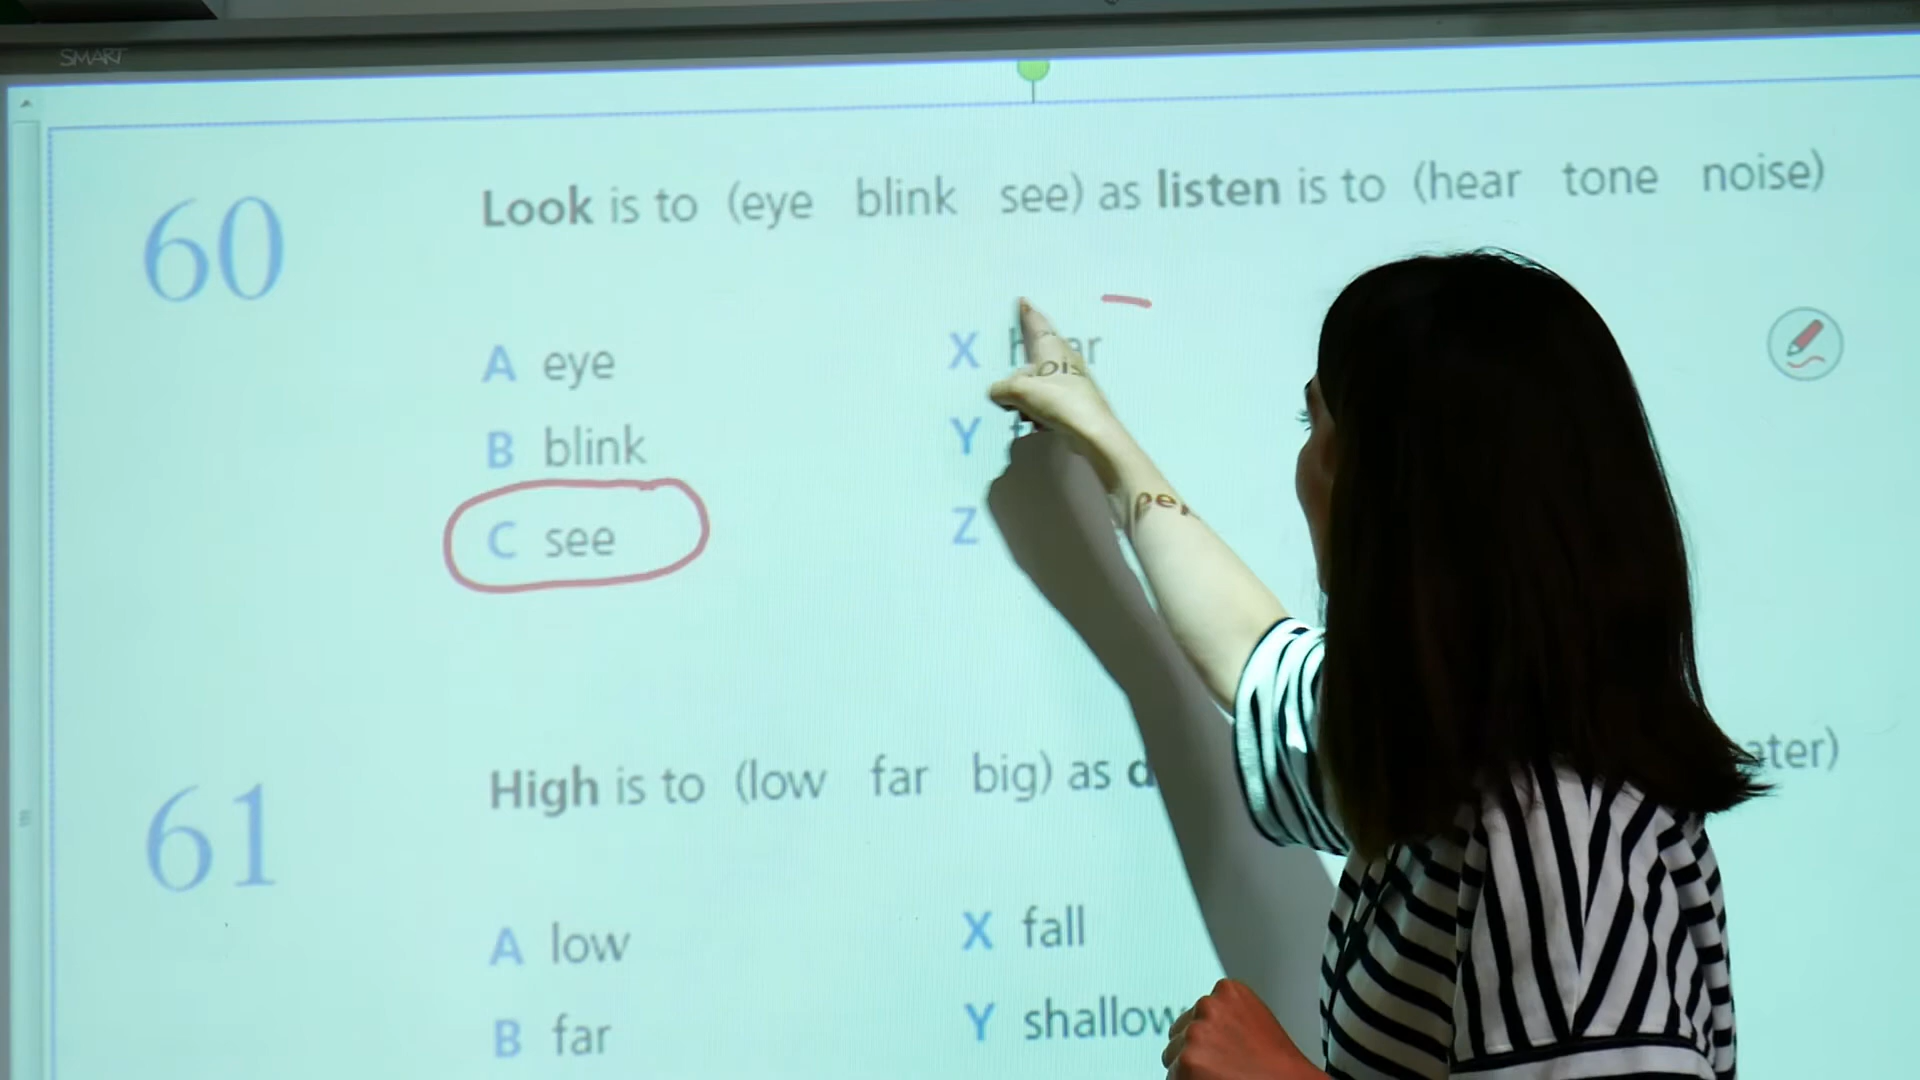 SMART
60 Look is to (eye blink see) as listen is to (hear tone noise)
A eye X
B blink Y
C see Z
61 High is to (low far big) as
A low X fall
B far Y shallow